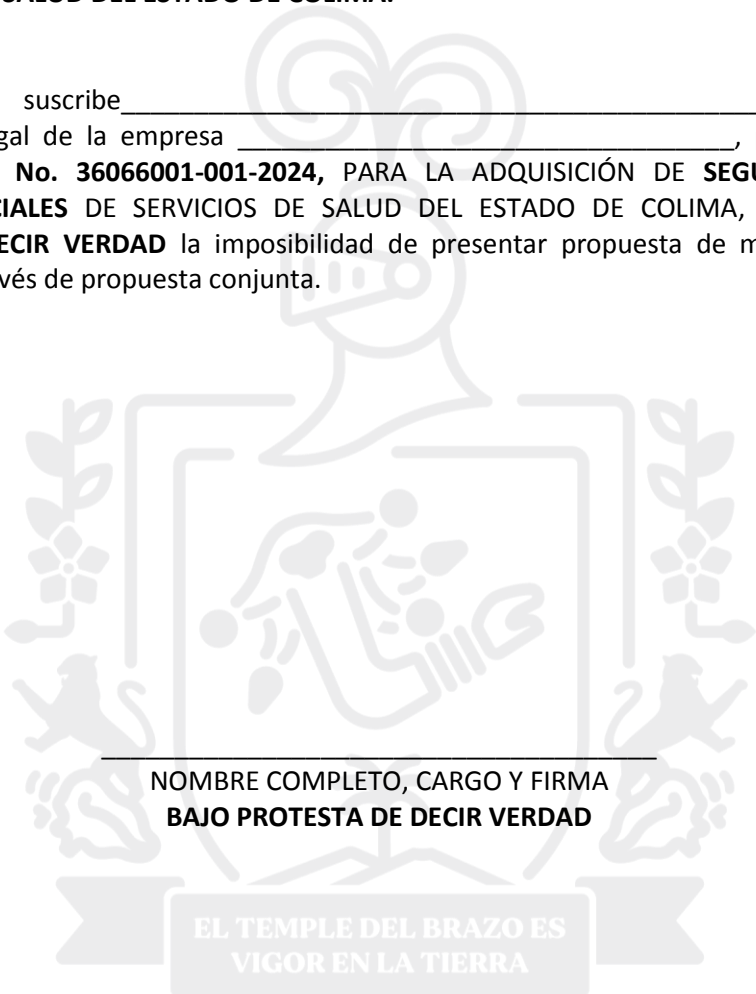 SALUD DEL ESTADO DE COLIMA.
suscribe_____________________________________________
gal de la empresa __________________________________,
No. 36066001-001-2024, PARA LA ADQUISICIÓN DE SEGU
CIALES DE SERVICIOS DE SALUD DEL ESTADO DE COLIMA,
ECIR VERDAD la imposibilidad de presentar propuesta de m
vés de propuesta conjunta.
______________________________________
NOMBRE COMPLETO, CARGO Y FIRMA
BAJO PROTESTA DE DECIR VERDAD
EL TEMPLE DEL BRAZO ES
VIGOR EN LA TIERRA